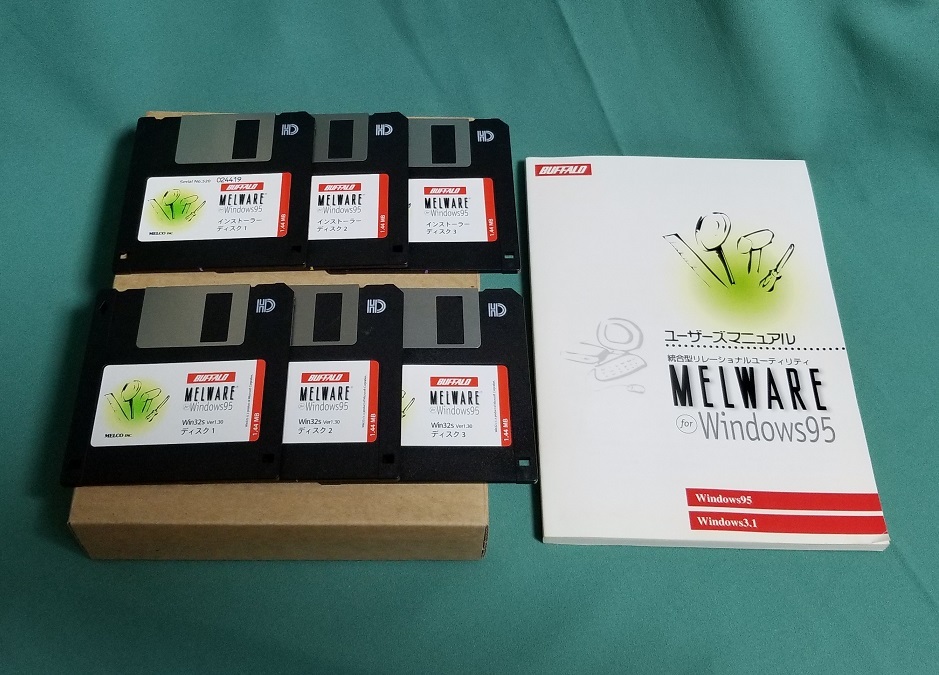 HD
Serial No.S20 024419
BUFFALO
MELWARE
for Windows95
インストーラー
ディスク 1
MELCO INC.
1.44 MB
HD
BUFFALO
MELWARE
for Windows95
インストーラー
ディスク 2
1.44 MB
HD
BUFFALO
MELWARE
for Windows95
インストーラー
ディスク 3
1.44 MB
HD
BUFFALO
MELWARE
for Windows95
Win32s Ver1.30
ディスク 1
MELCO INC.
1.44 MB
HD
BUFFALO
MELWARE
for Windows95
Win32s Ver1.30
ディスク 2
1.44 MB
HD
BUFFALO
MELWARE
for Windows95
Win32s Ver1.30
ディスク 3
1.44 MB
BUFFALO
ユーザーズマニュアル
統合型リレーショナルユーティリティ
MELWARE
for Windows95
Windows95
Windows3.1